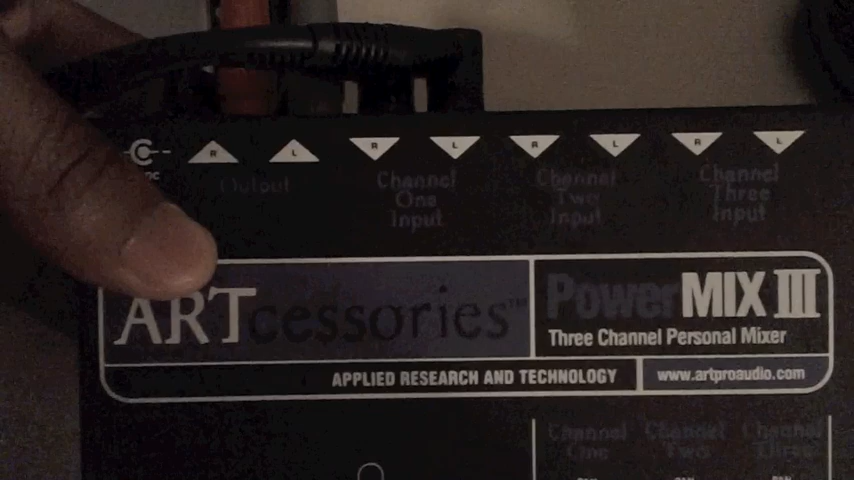 R L R L R L R L
Output
Channel One Input
Channel Two Input
Channel Three Input
ARTcessories™
PowerMIX III
Three Channel Personal Mixer
APPLIED RESEARCH AND TECHNOLOGY
www.artproaudio.com
Channel One
Channel Two
Channel Three